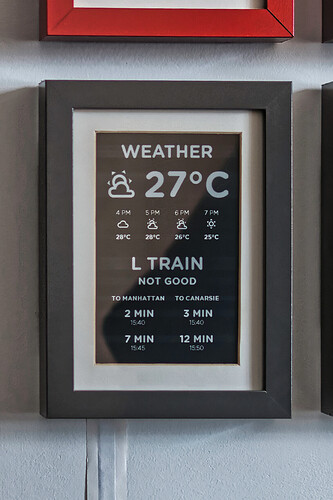 WEATHER
27°C
4 PM 5 PM 6 PM 7 PM
28°C 28°C 26°C 25°C
L TRAIN
NOT GOOD
TO MANHATTAN TO CANARSIE
2 MIN 3 MIN
15:40 15:40
7 MIN 12 MIN
15:45 15:50